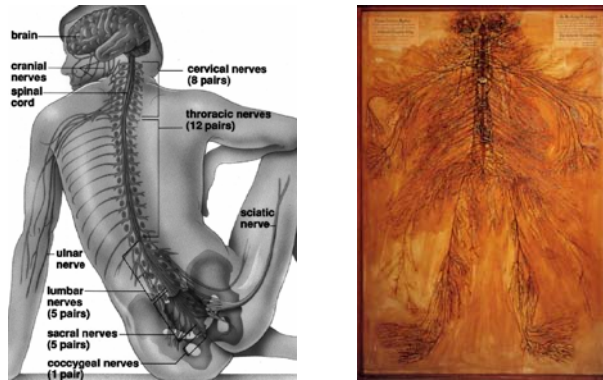 brain
cranial
nerves
spinal
cord
cervical nerves
(8 pairs)
throracic nerves
(12 pairs)
sciatic
nerve
ulnar
nerve
lumbar
nerves
(5 pairs)
sacral nerves
(5 pairs)
coccygeal nerves
(1 pair)